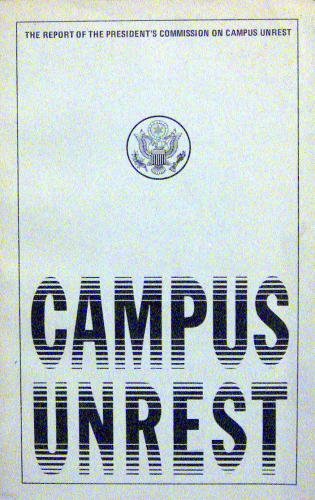 THE REPORT OF THE PRESIDENT'S COMMISSION ON CAMPUS UNREST
CAMPUS
UNREST